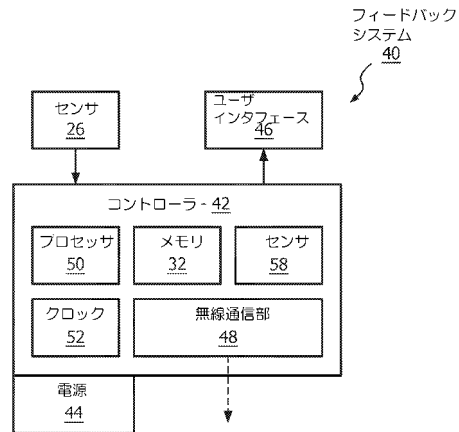 フィードバック
システム
40
センサ
26
ユーザ
インタフェース
46
コントローラ - 42
プロセッサ
50
メモリ
32
センサ
58
クロック
52
無線通信部
48
電源
44